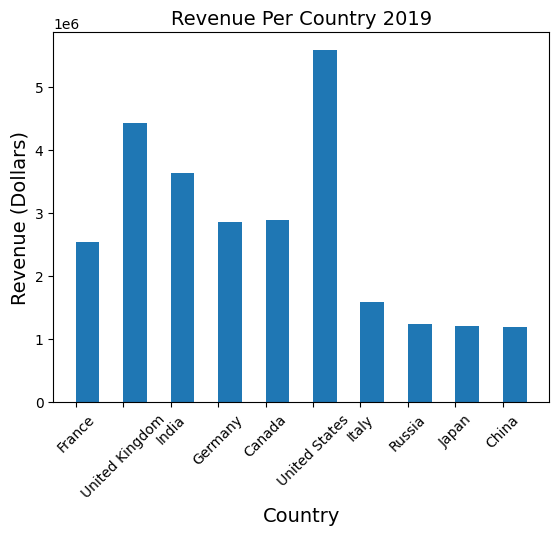 Revenue Per Country 2019
1e6
Revenue (Dollars)
5
4
3
2
1
0
France
United Kingdom
India
Germany
Canada
United States
Italy
Russia
Japan
China
Country